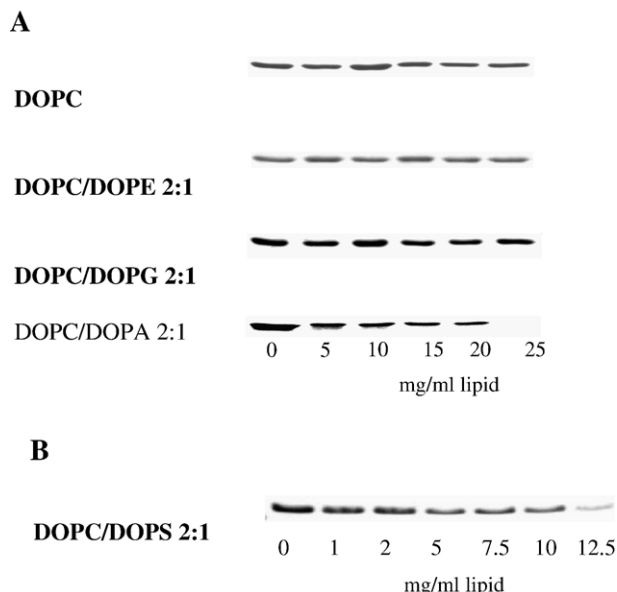 A
DOPC
DOPC/DOPE 2:1
DOPC/DOPG 2:1
DOPC/DOPA 2:1
0 5 10 15 20 25
mg/ml lipid
B
DOPC/DOPS 2:1
0 1 2 5 7.5 10 12.5
mg/ml lipid